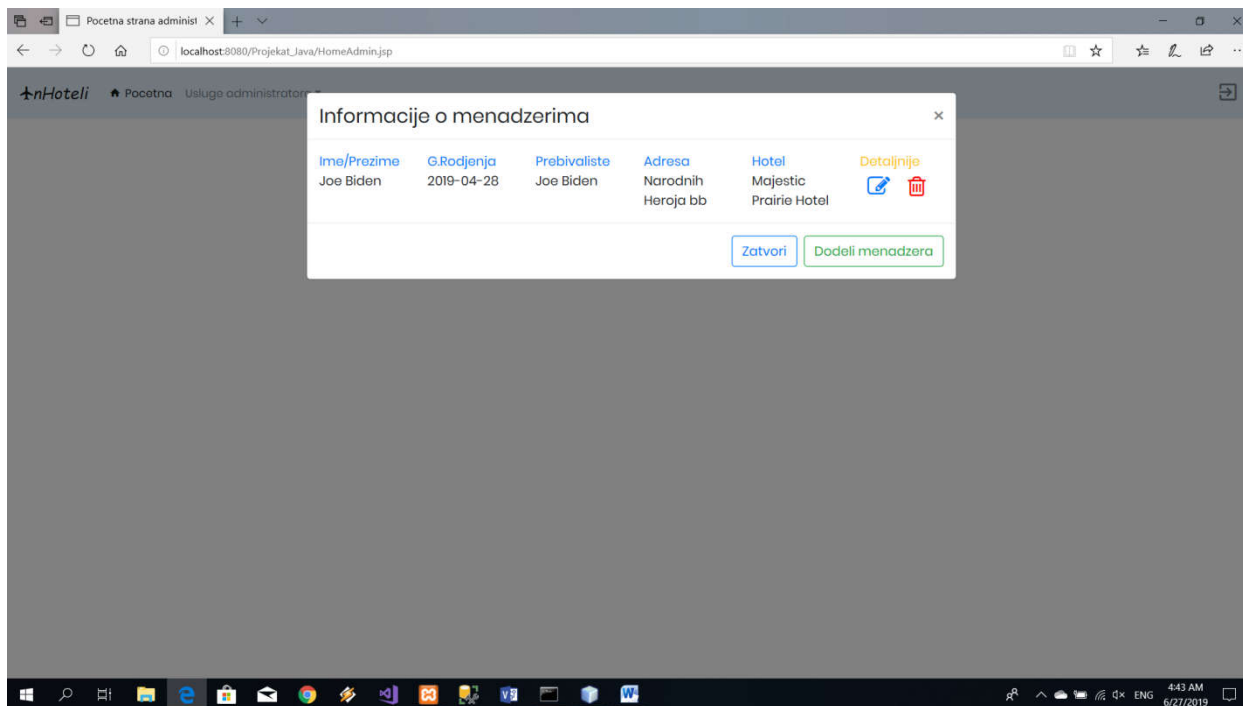 Pocetna strana administ
localhost:8080/Projekat_Java/HomeAdmin.jsp
nHoteli Pocetna Usluge administratora
Informacije o menadzerima ×
Ime/Prezime G.Rodjenja Prebivaliste Adresa Hotel Detaljnije
Joe Biden 2019-04-28 Joe Biden Narodnih Majestic
Heroja bb Prairie Hotel
Zatvori Dodeli menadzera
ENG 4:43 AM
6/27/2019